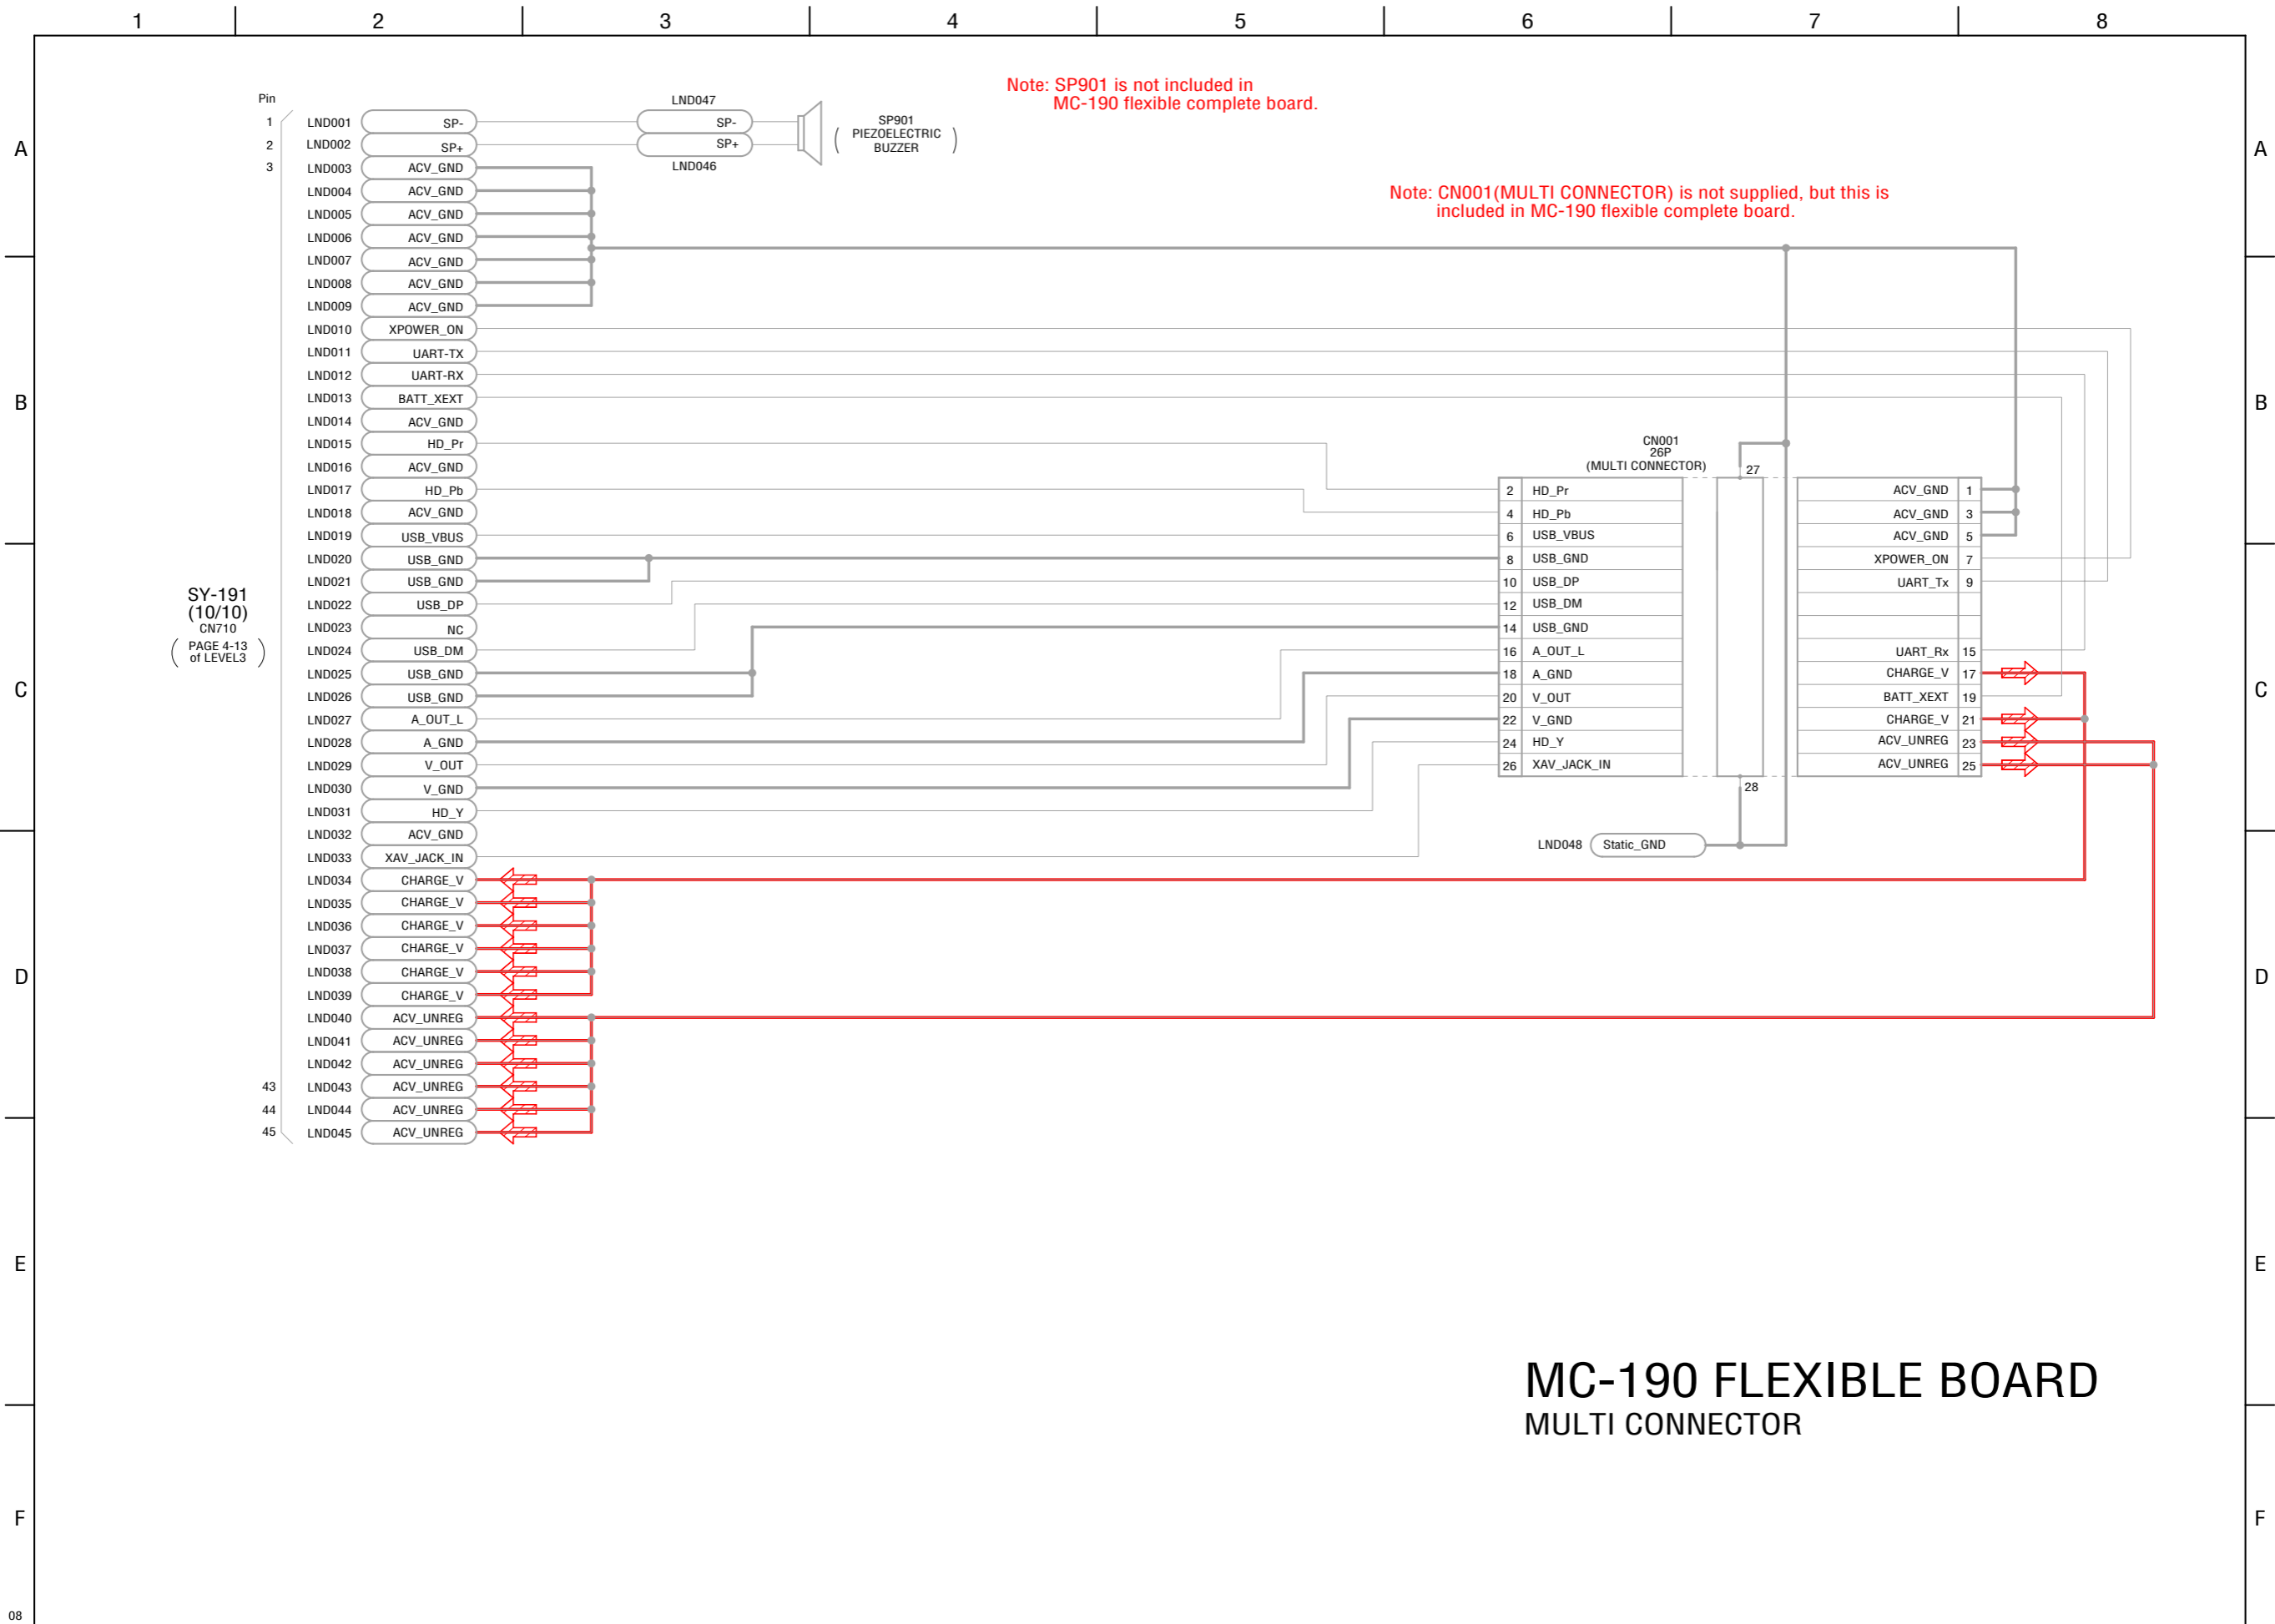 1 2 3 4 5 6 7 8
A
B
C
D
E
F
A
B
C
D
E
F
Note: SP901 is not included in
MC-190 flexible complete board.
Note: CN001(MULTI CONNECTOR) is not supplied, but this is
included in MC-190 flexible complete board.
Pin
1 LND001 SP-
2 LND002 SP+
3 LND003 ACV_GND
LND004 ACV_GND
LND005 ACV_GND
LND006 ACV_GND
LND007 ACV_GND
LND008 ACV_GND
LND009 ACV_GND
LND010 XPOWER_ON
LND011 UART-TX
LND012 UART-RX
LND013 BATT_XEXT
LND014 ACV_GND
LND015 HD_Pr
LND016 ACV_GND
LND017 HD_Pb
LND018 ACV_GND
LND019 USB_VBUS
LND020 USB_GND
LND021 USB_GND
LND022 USB_DP
LND023 NC
LND024 USB_DM
LND025 USB_GND
LND026 USB_GND
LND027 A_OUT_L
LND028 A_GND
LND029 V_OUT
LND030 V_GND
LND031 HD_Y
LND032 ACV_GND
LND033 XAV_JACK_IN
LND034 CHARGE_V
LND035 CHARGE_V
LND036 CHARGE_V
LND037 CHARGE_V
LND038 CHARGE_V
LND039 CHARGE_V
LND040 ACV_UNREG
LND041 ACV_UNREG
LND042 ACV_UNREG
43 LND043 ACV_UNREG
44 LND044 ACV_UNREG
45 LND045 ACV_UNREG
SY-191
(10/10)
CN710
( PAGE 4-13
of LEVEL3 )
LND047
SP-
SP+
LND046
SP901
( PIEZOELECTRIC )
BUZZER
CN001
26P
(MULTI CONNECTOR)
27
2 HD_Pr
4 HD_Pb
6 USB_VBUS
8 USB_GND
10 USB_DP
12 USB_DM
14 USB_GND
16 A_OUT_L
18 A_GND
20 V_OUT
22 V_GND
24 HD_Y
26 XAV_JACK_IN
ACV_GND 1
ACV_GND 3
ACV_GND 5
XPOWER_ON 7
UART_Tx 9
UART_Rx 15
CHARGE_V 17
BATT_XEXT 19
CHARGE_V 21
ACV_UNREG 23
ACV_UNREG 25
28
LND048 Static_GND
MC-190 FLEXIBLE BOARD
MULTI CONNECTOR
08